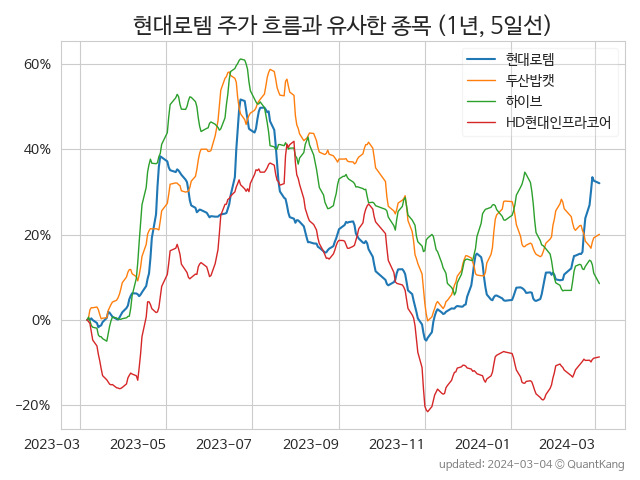 현대로템 주가 흐름과 유사한 종목 (1년, 5일선)
현대로템
두산밥캣
하이브
HD현대인프라코어
60%
40%
20%
0%
−20%
2023-03 2023-05 2023-07 2023-09 2023-11 2024-01 2024-03
updated: 2024-03-04 © QuantKang